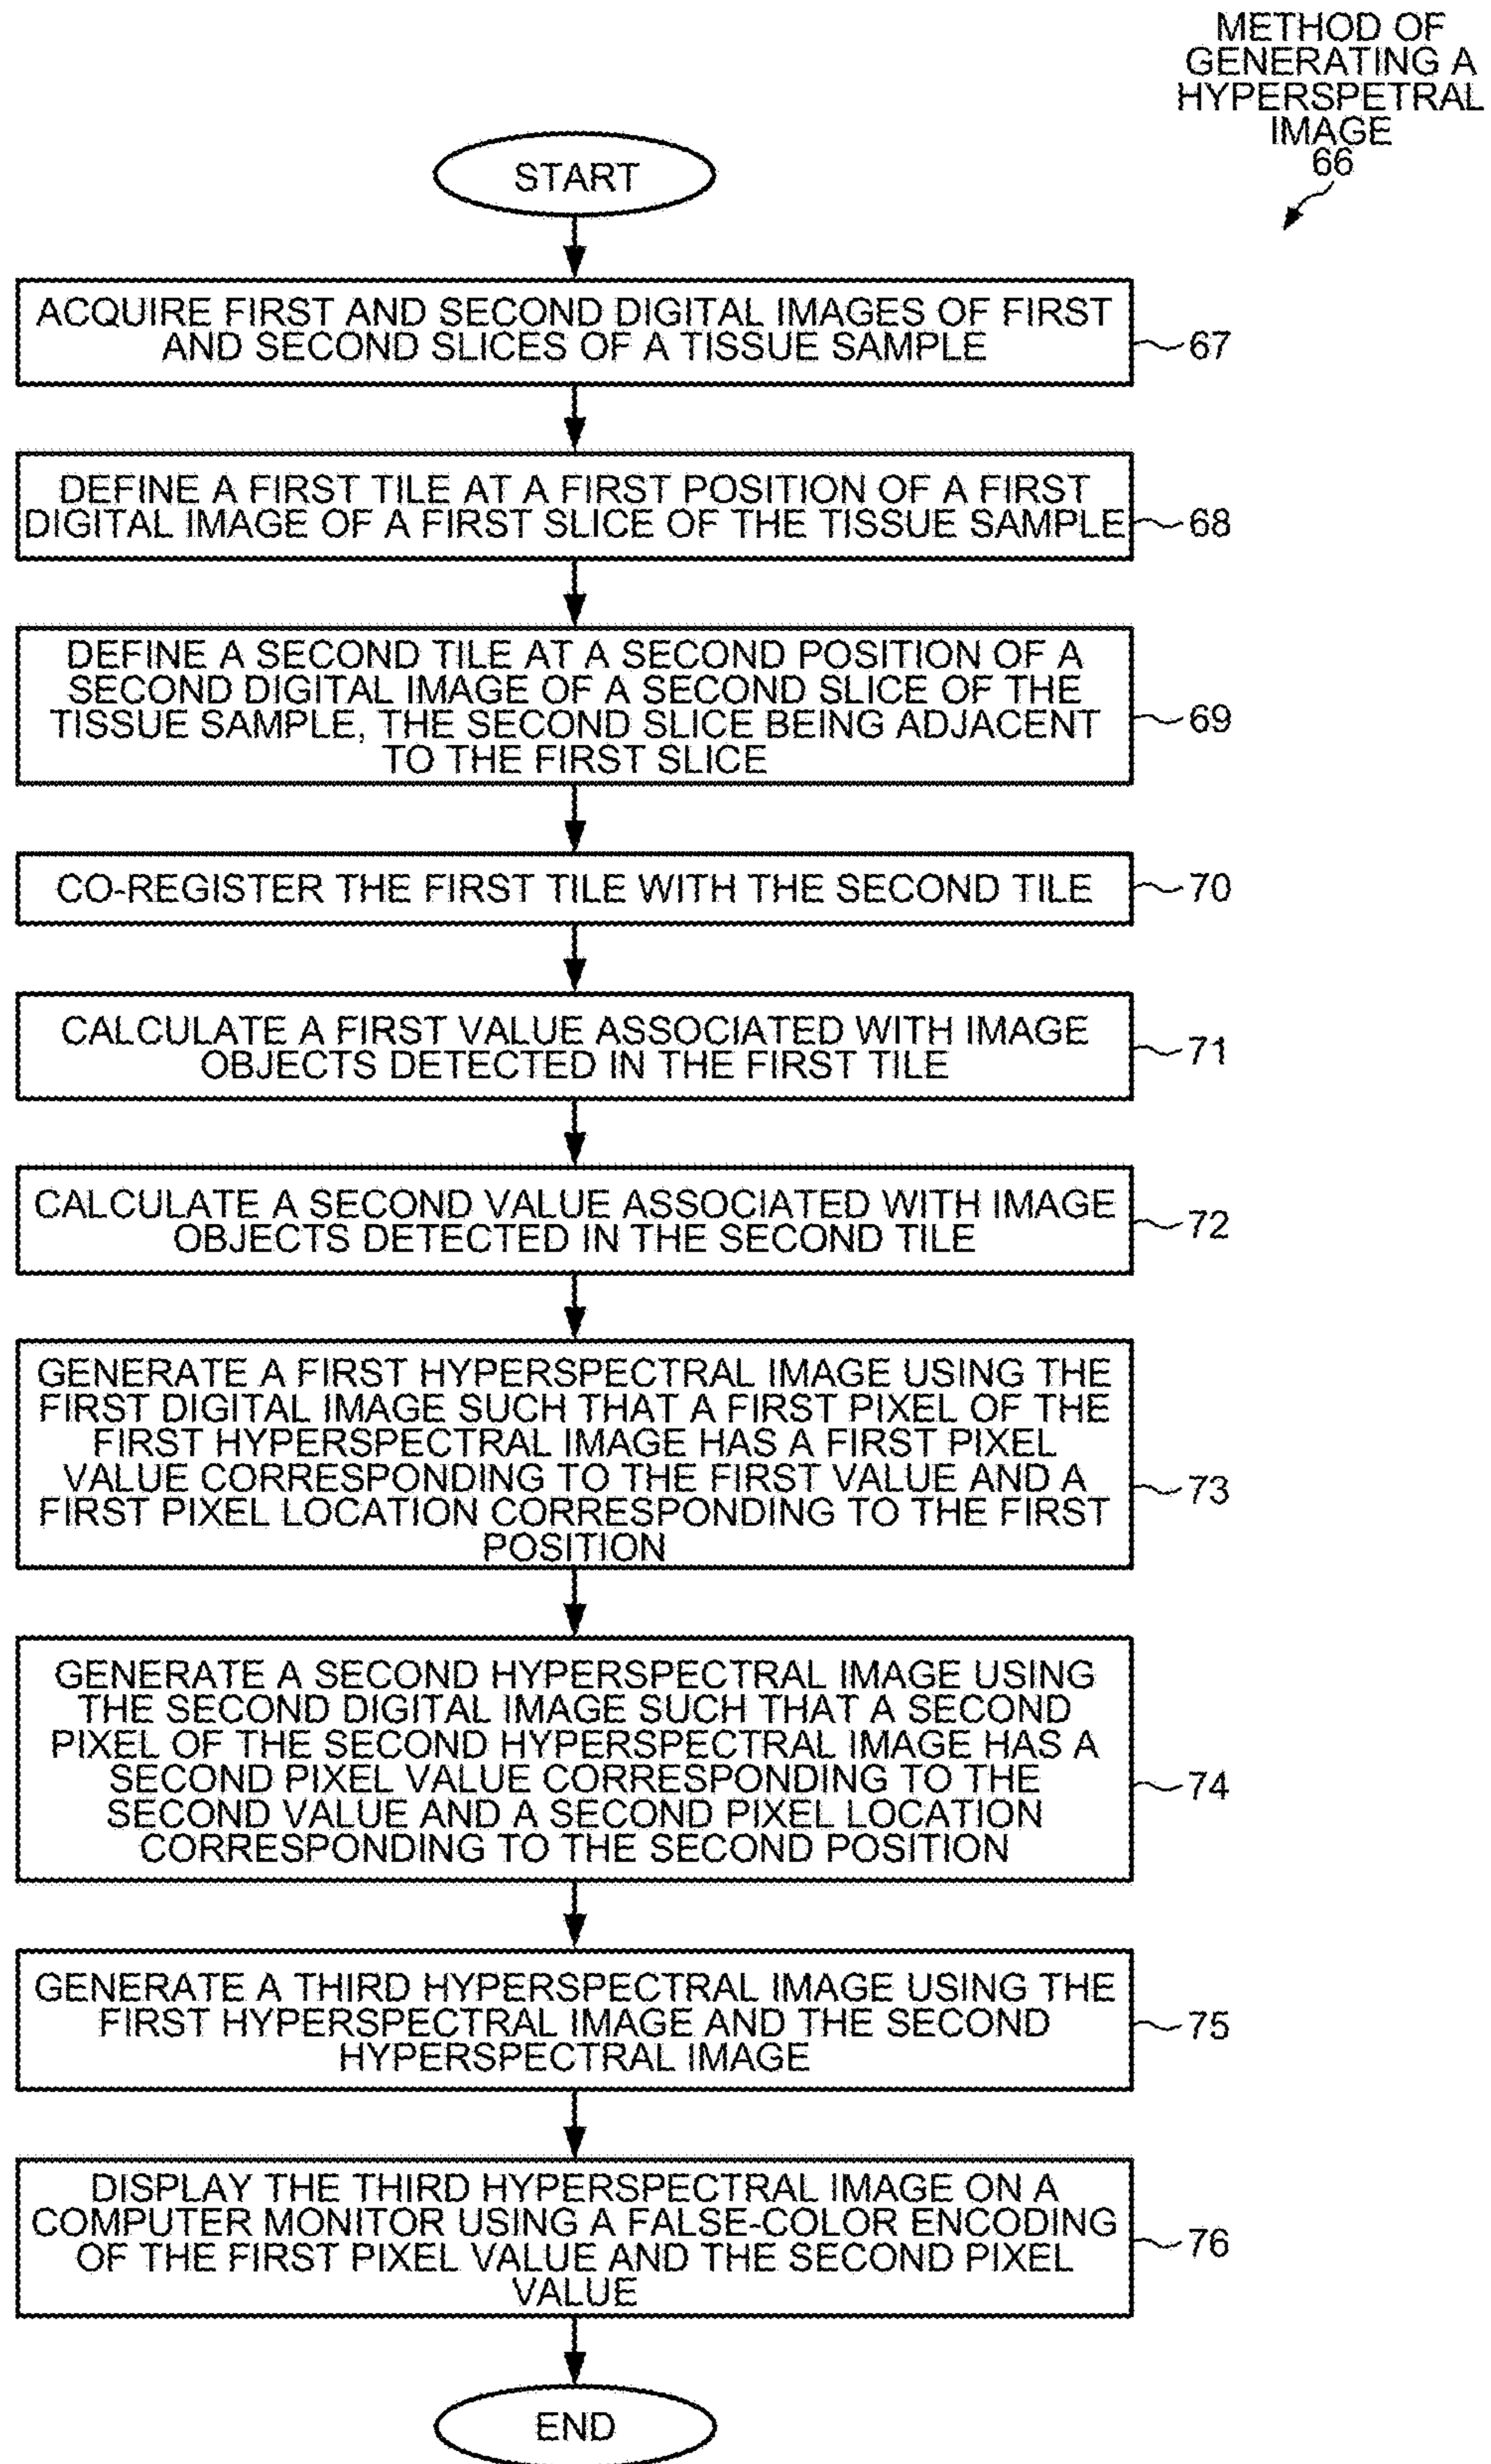 METHOD OF
GENERATING A
HYPERSPETRAL
IMAGE
66
START
ACQUIRE FIRST AND SECOND DIGITAL IMAGES OF FIRST
AND SECOND SLICES OF A TISSUE SAMPLE
67
DEFINE A FIRST TILE AT A FIRST POSITION OF A FIRST
DIGITAL IMAGE OF A FIRST SLICE OF THE TISSUE SAMPLE
68
DEFINE A SECOND TILE AT A SECOND POSITION OF A
SECOND DIGITAL IMAGE OF A SECOND SLICE OF THE
TISSUE SAMPLE, THE SECOND SLICE BEING ADJACENT
TO THE FIRST SLICE
69
CO-REGISTER THE FIRST TILE WITH THE SECOND TILE
70
CALCULATE A FIRST VALUE ASSOCIATED WITH IMAGE
OBJECTS DETECTED IN THE FIRST TILE
71
CALCULATE A SECOND VALUE ASSOCIATED WITH IMAGE
OBJECTS DETECTED IN THE SECOND TILE
72
GENERATE A FIRST HYPERSPECTRAL IMAGE USING THE
FIRST DIGITAL IMAGE SUCH THAT A FIRST PIXEL OF THE
FIRST HYPERSPECTRAL IMAGE HAS A FIRST PIXEL
VALUE CORRESPONDING TO THE FIRST VALUE AND A
FIRST PIXEL LOCATION CORRESPONDING TO THE FIRST
POSITION
73
GENERATE A SECOND HYPERSPECTRAL IMAGE USING
THE SECOND DIGITAL IMAGE SUCH THAT A SECOND
PIXEL OF THE SECOND HYPERSPECTRAL IMAGE HAS A
SECOND PIXEL VALUE CORRESPONDING TO THE
SECOND VALUE AND A SECOND PIXEL LOCATION
CORRESPONDING TO THE SECOND POSITION
74
GENERATE A THIRD HYPERSPECTRAL IMAGE USING THE
FIRST HYPERSPECTRAL IMAGE AND THE SECOND
HYPERSPECTRAL IMAGE
75
DISPLAY THE THIRD HYPERSPECTRAL IMAGE ON A
COMPUTER MONITOR USING A FALSE-COLOR ENCODING
OF THE FIRST PIXEL VALUE AND THE SECOND PIXEL
VALUE
76
END